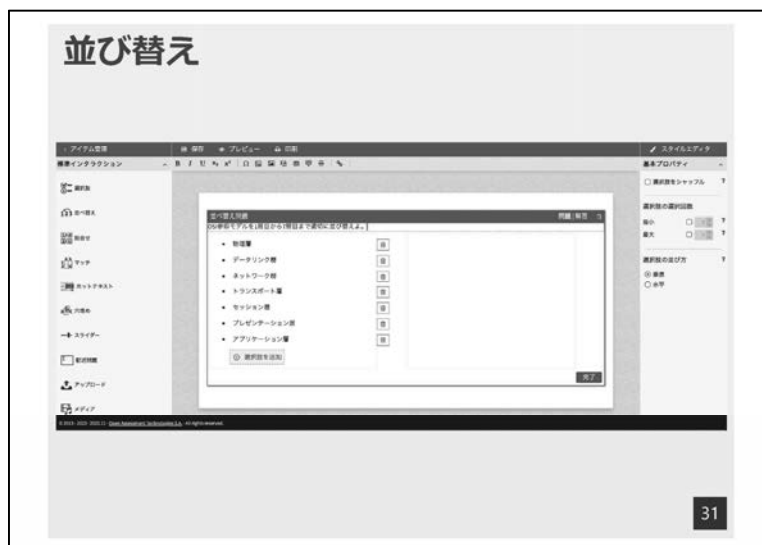 並び替え
アイテム管理
保存 プレビュー 印刷
スタイルエディタ
標準インタラクション
B I U
基本プロパティ
選択肢
並べ替え
マッチ
ホットテキスト
穴埋め
スライダー
記述問題
アップロード
メディア
並べ替え問題
問題 解答
OSI参照モデルを1層目から7層目まで適切に並び替えよ。
• 物理層
• データリンク層
• ネットワーク層
• トランスポート層
• セッション層
• プレゼンテーション層
• アプリケーション層
選択肢を追加
完了
選択肢をシャッフル ?
選択肢の選択回数
最小 ?
最大 ?
選択肢の並び方 ?
垂直
水平
Open Assessment Technologies S.A. All rights reserved.
31